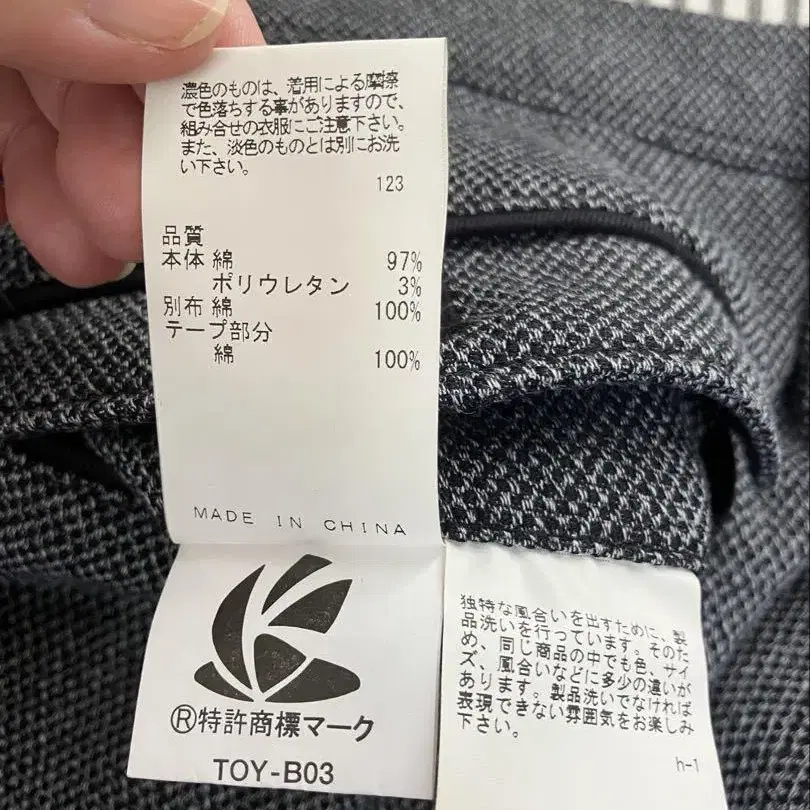 濃色のものは、着用による摩擦
で色落ちする事がありますので、
組み合せの衣服にご注意下さい。
また、淡色のものとは別にお洗
い下さい。
123
品質
本体 綿 97%
ポリウレタン 3%
別布 綿 100%
テープ部分
綿 100%
MADE IN CHINA
®特許商標マーク
TOY-B03
独特な風合いを出すために、製
品洗いを行っています。そのた
め、同じ商品の中でも色、サイ
ズ、風合いなどに多少の違いが
あります。製品洗いでなければ
表現できない雰囲気をお楽しみ
下さい。
h-1